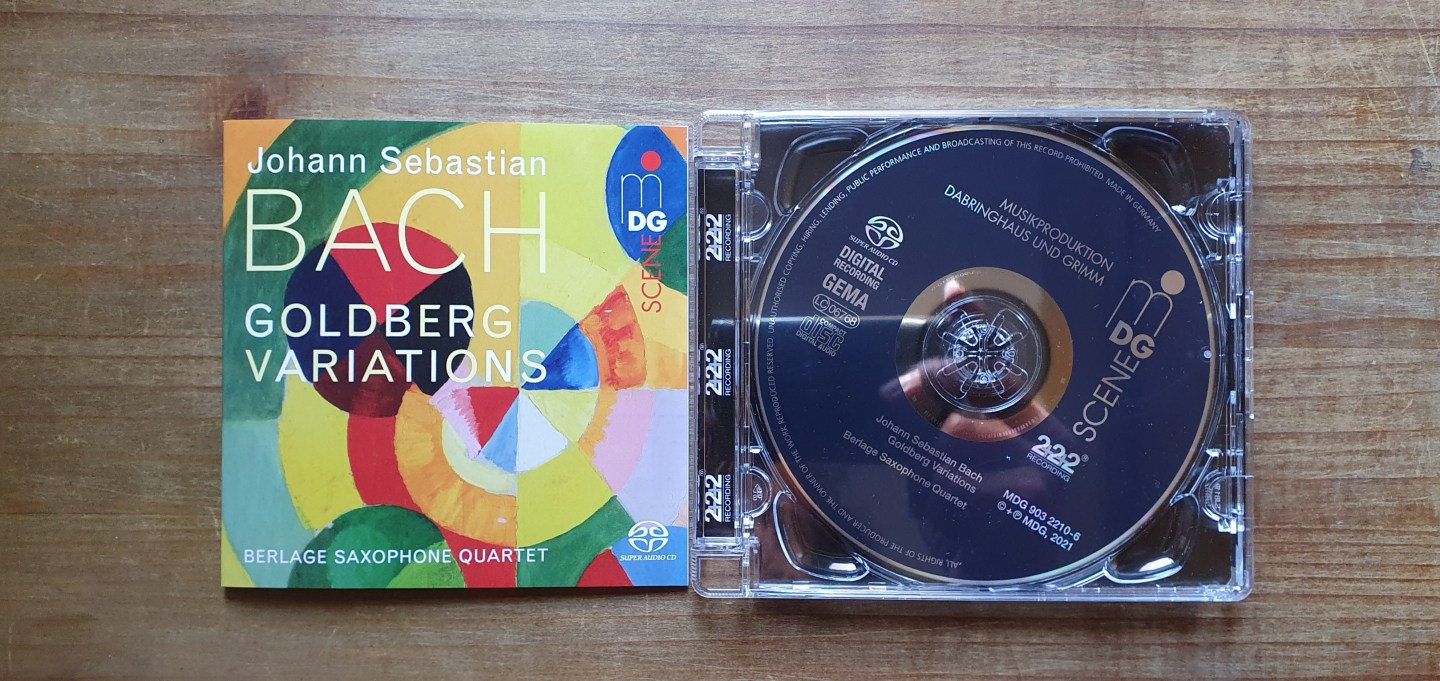 Johann Sebastian
BACH
GOLDBERG
VARIATIONS
BERLAGE SAXOPHONE QUARTET
m
DG
SCENE
SUPER AUDIO CD
2+2+2
RECORDING
2+2+2
RECORDING
2+2+2
RECORDING
ALL RIGHTS OF THE PRODUCER AND THE OWNER OF THE WORK REPRODUCED RESERVED. UNAUTHORISED COPYING, HIRING, LENDING, PUBLIC PERFORMANCE AND BROADCASTING OF THIS RECORD PROHIBITED. MADE IN GERMANY
MUSIKPRODUKTION
DABRINGHAUS UND GRIMM
SUPER AUDIO CD
DIGITAL
RECORDING
GEMA
LC 06768
COMPACT
disc
DIGITAL AUDIO
m
DG
SCENE
2+2+2®
RECORDING
Johann Sebastian Bach
Goldberg Variations
Berlage Saxophone Quartet
MDG 903 2210-6
©+℗ MDG, 2021